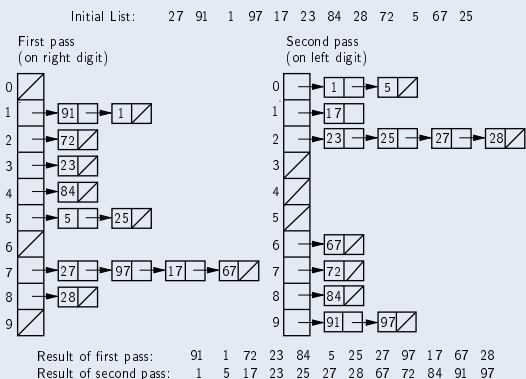 Initial List: 27 91 1 97 17 23 84 28 72 5 67 25
First pass
(on right digit)
0
1 91 1
2 72
3 23
4 84
5 5 25
6
7 27 97 17 67
8 28
9
Second pass
(on left digit)
0 1 5
1 17
2 23 25 27 28
3
4
5
6 67
7 72
8 84
9 91 97
Result of first pass: 91 1 72 23 84 5 25 27 97 17 67 28
Result of second pass: 1 5 17 23 25 27 28 67 72 84 91 97